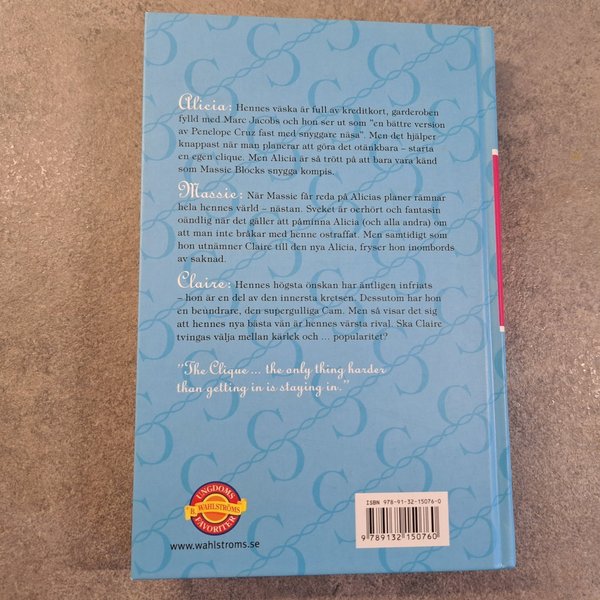 Alicia: Hennes väska är full av kreditkort, garderoben
fylld med Marc Jacobs och hon ser ut som "en bättre version
av Penelope Cruz fast med snyggare näsa". Men det hjälper
knappast när man planerar att göra det otänkbara – starta
en egen clique. Men Alicia är så trött på att bara vara känd
som Massie Blocks snygga kompis.
Massie: När Massie får reda på Alicias planer rämnar
hela hennes värld – nästan. Sveket är oerhört och fantasin
oändlig när det gäller att påminna Alicia (och alla andra) om
att man inte bråkar med henne ostraffat. Men samtidigt som
hon utnämner Claire till den nya Alicia, fryser hon inombords
av saknad.
Claire: Hennes högsta önskan har äntligen infriats
– hon är en del av den innersta kretsen. Dessutom har hon
en beundrare, den supergulliga Cam. Men så visar det sig
att hennes nya bästa vän är hennes värsta rival. Ska Claire
tvingas välja mellan kärlek och ... popularitet?
"The Clique ... the only thing harder
than getting in is staying in."
UNGDOMS
B. WAHLSTRÖMS
FAVORITER
www.wahlstroms.se
ISBN 978-91-32-15076-0
9 789132 150760